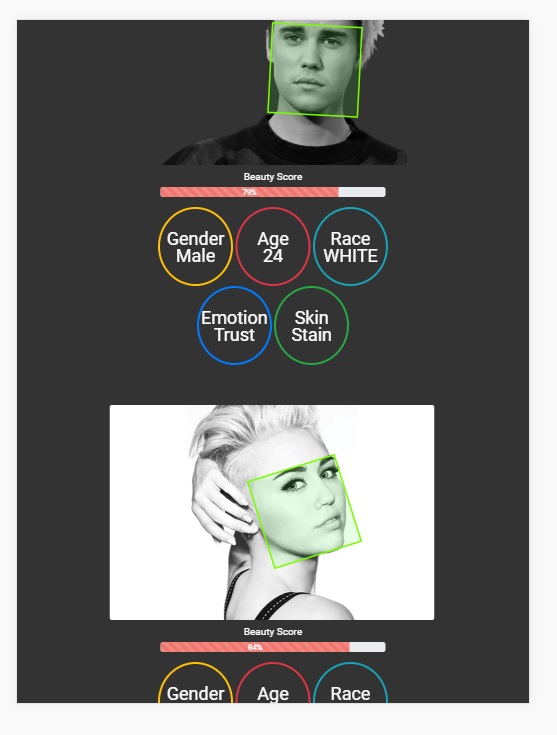 Beauty Score
79%
Gender Age Race
Male 24 WHITE
Emotion Skin
Trust Stain
Beauty Score
84%
Gender Age Race